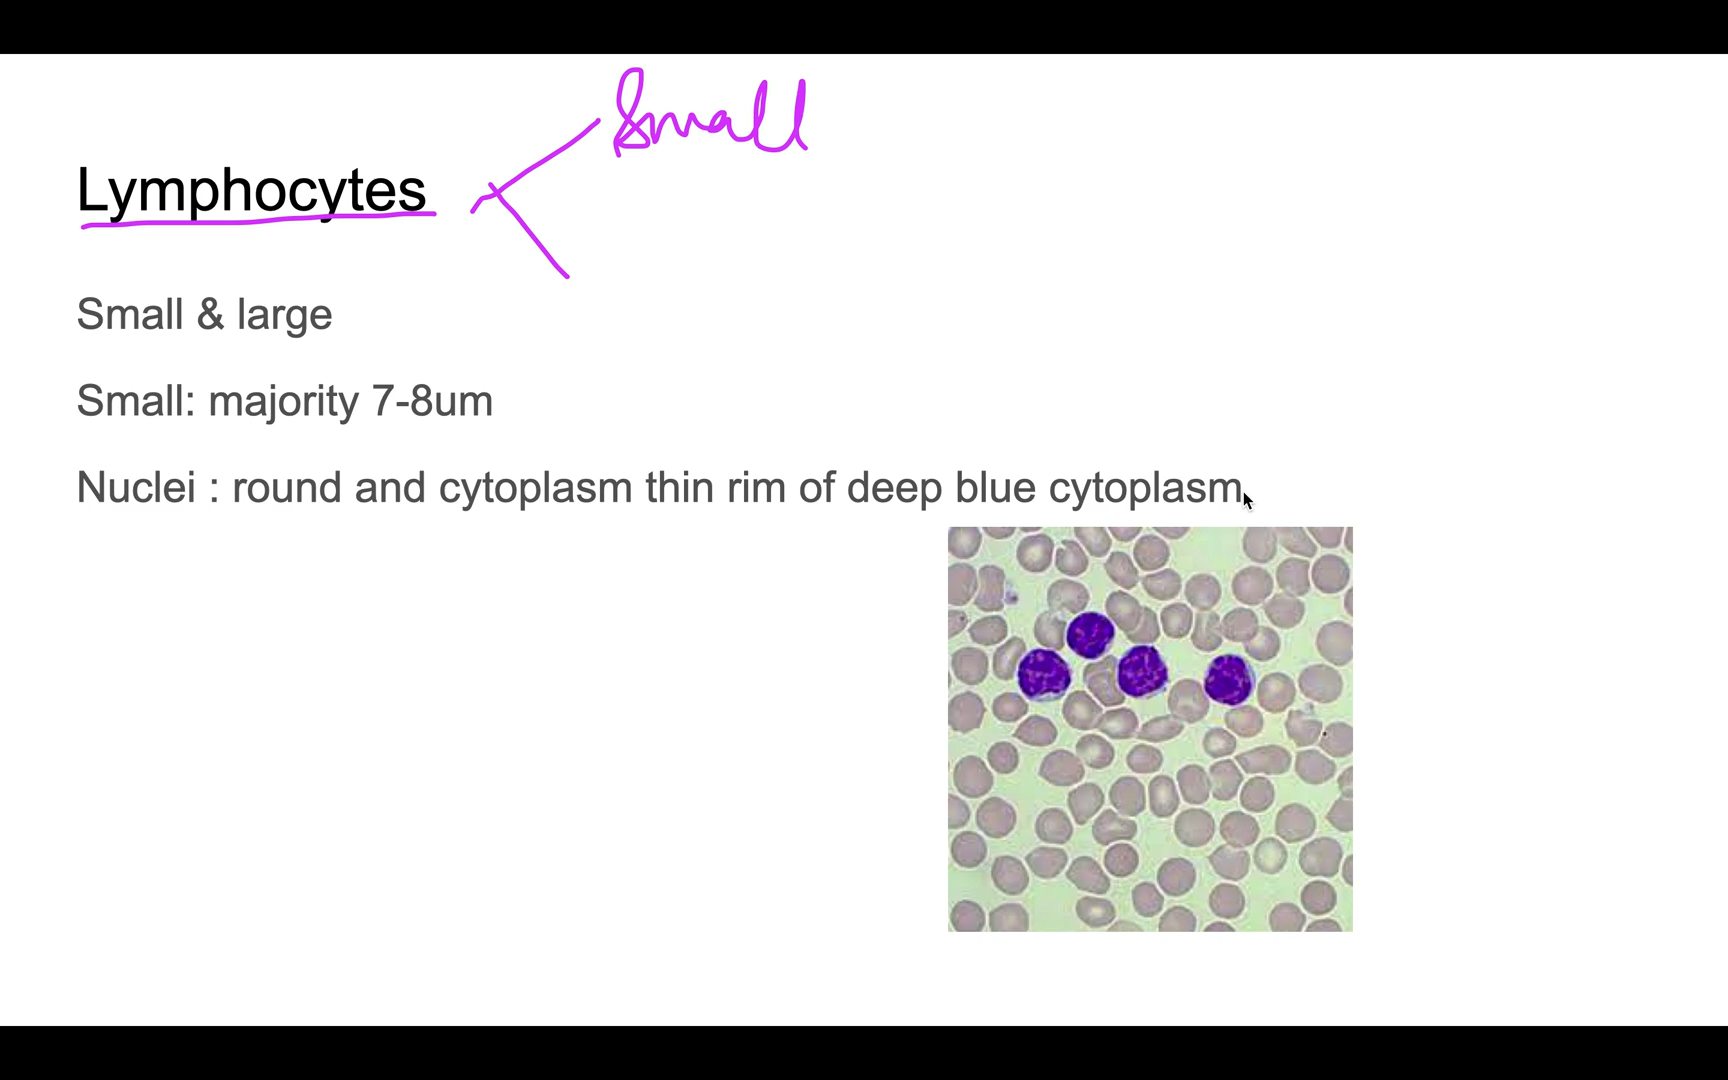 Small
Lymphocytes
Small & large
Small: majority 7-8um
Nuclei : round and cytoplasm thin rim of deep blue cytoplasm